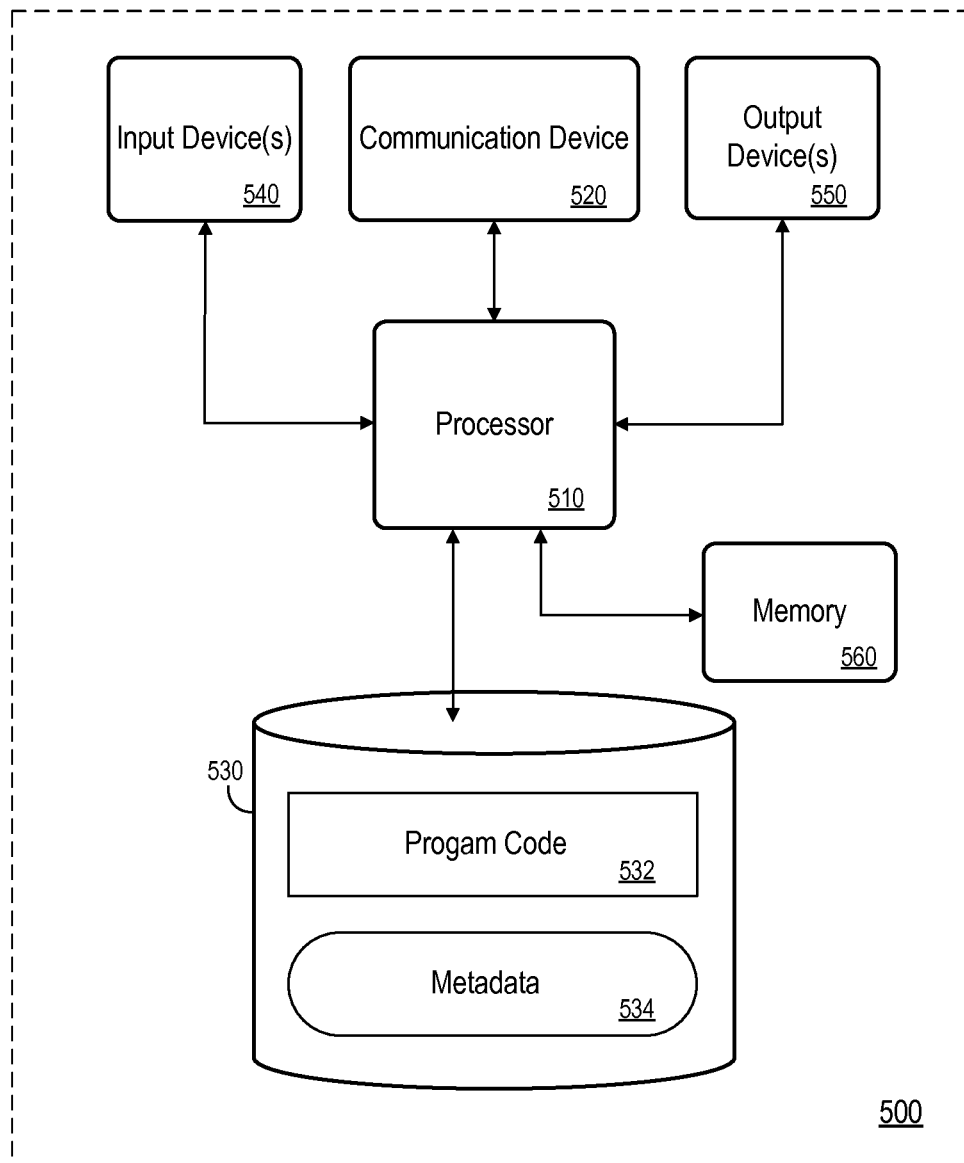 Input Device(s)
540
Communication Device
520
Output
Device(s)
550
Processor
510
Memory
560
530
Progam Code
532
Metadata
534
500